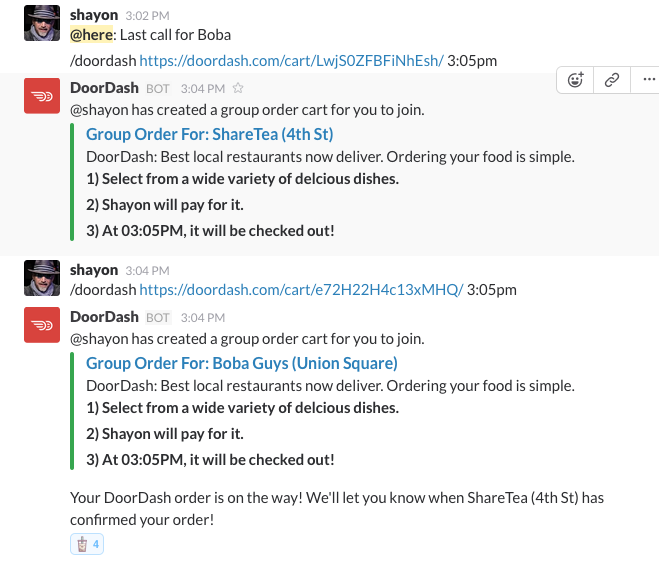 shayon 3:02 PM
@here: Last call for Boba
/doordash https://doordash.com/cart/LwjS0ZFBFiNhEsh/ 3:05pm
DoorDash BOT 3:04 PM
@shayon has created a group order cart for you to join.
Group Order For: ShareTea (4th St)
DoorDash: Best local restaurants now deliver. Ordering your food is simple.
1) Select from a wide variety of delcious dishes.
2) Shayon will pay for it.
3) At 03:05PM, it will be checked out!
shayon 3:04 PM
/doordash https://doordash.com/cart/e72H22H4c13xMHQ/ 3:05pm
DoorDash BOT 3:04 PM
@shayon has created a group order cart for you to join.
Group Order For: Boba Guys (Union Square)
DoorDash: Best local restaurants now deliver. Ordering your food is simple.
1) Select from a wide variety of delcious dishes.
2) Shayon will pay for it.
3) At 03:05PM, it will be checked out!
Your DoorDash order is on the way! We'll let you know when ShareTea (4th St) has
confirmed your order!
4